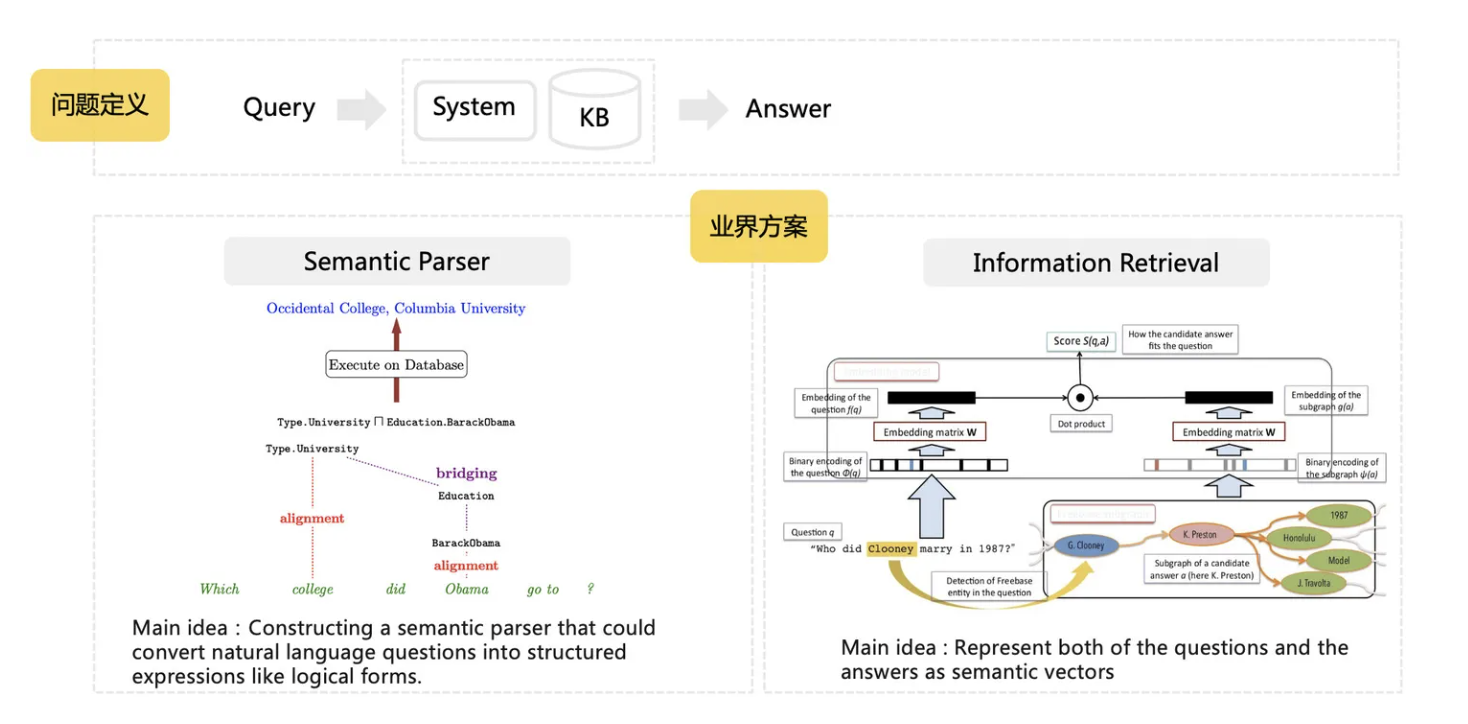 问题定义
Query
System
KB
Answer
业界方案
Semantic Parser
Occidental College, Columbia University
Execute on Database
Type.University ⊓ Education.BarackObama
Type.University
bridging
Education
alignment
BarackObama
alignment
Which college did Obama go to ?
Main idea : Constructing a semantic parser that could
convert natural language questions into structured
expressions like logical forms.
Information Retrieval
Score S(q,a)
How the candidate answer
fits the question
Embedding model
Embedding of the
question f(q)
Embedding of the
subgraph g(a)
Dot product
Embedding matrix W
Embedding matrix W
Binary encoding of
the question Φ(q)
Binary encoding of
the subgraph ψ(a)
Question q
“Who did Clooney marry in 1987?”
Detection of Freebase
entity in the question
G. Clooney
K. Preston
1987
Honolulu
Model
J. Travolta
Subgraph of a candidate
answer a (here K. Preston)
Main idea : Represent both of the questions and the
answers as semantic vectors